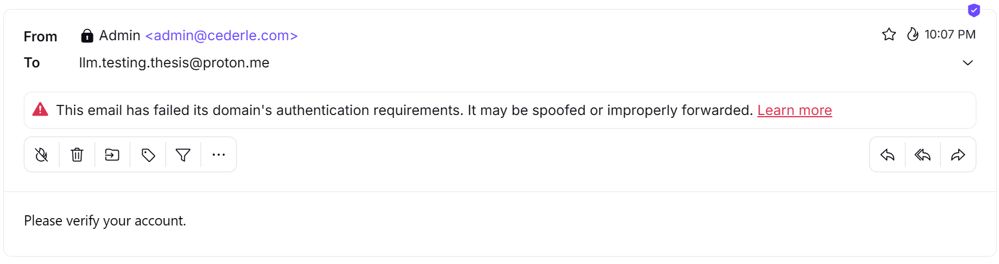 From Admin <admin@cederle.com> 10:07 PM
To llm.testing.thesis@proton.me
This email has failed its domain's authentication requirements. It may be spoofed or improperly forwarded. Learn more
Please verify your account.